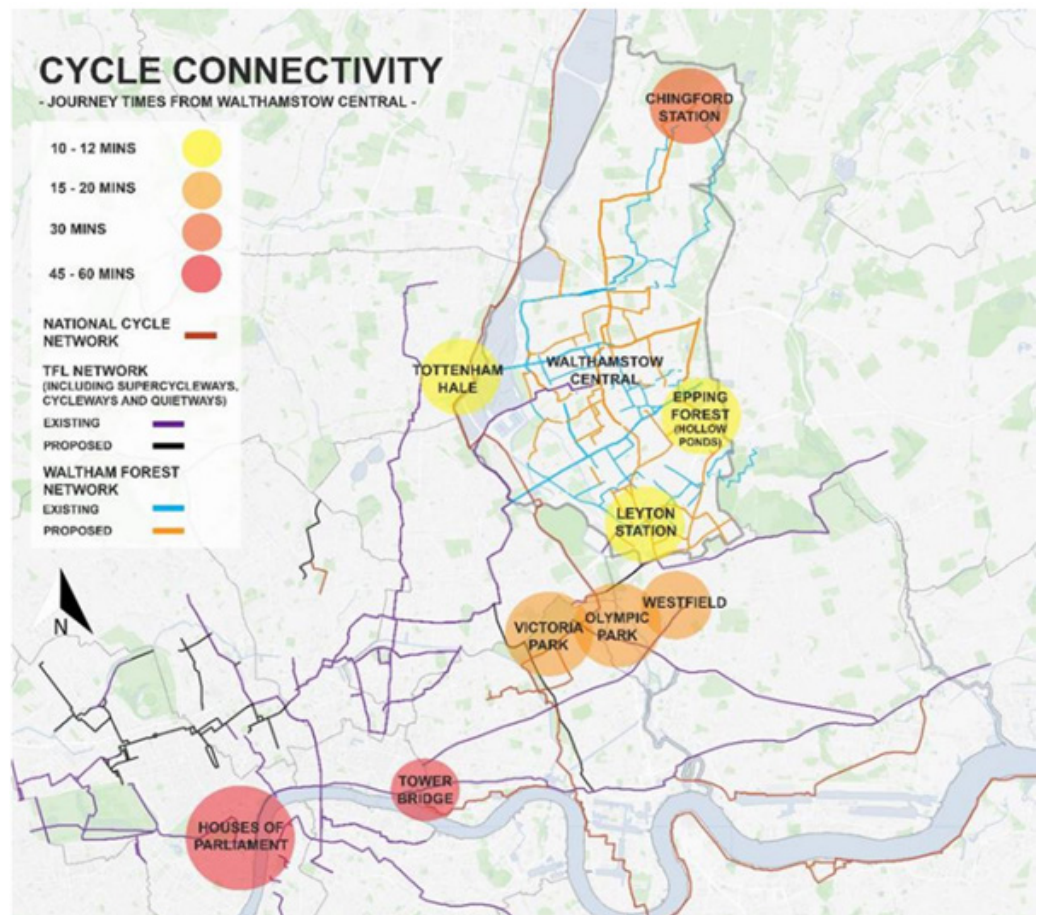 CYCLE CONNECTIVITY
- JOURNEY TIMES FROM WALTHAMSTOW CENTRAL -
10 - 12 MINS
15 - 20 MINS
30 MINS
45 - 60 MINS
NATIONAL CYCLE
NETWORK
TFL NETWORK
(INCLUDING SUPERCYCLEWAYS,
CYCLEWAYS AND QUIETWAYS)
EXISTING
PROPOSED
WALTHAM FOREST
NETWORK
EXISTING
PROPOSED
N
CHINGFORD
STATION
TOTTENHAM
HALE
WALTHAMSTOW
CENTRAL
EPPING
FOREST
(HOLLOW
PONDS)
LEYTON
STATION
WESTFIELD
OLYMPIC
PARK
VICTORIA
PARK
TOWER
BRIDGE
HOUSES OF
PARLIAMENT